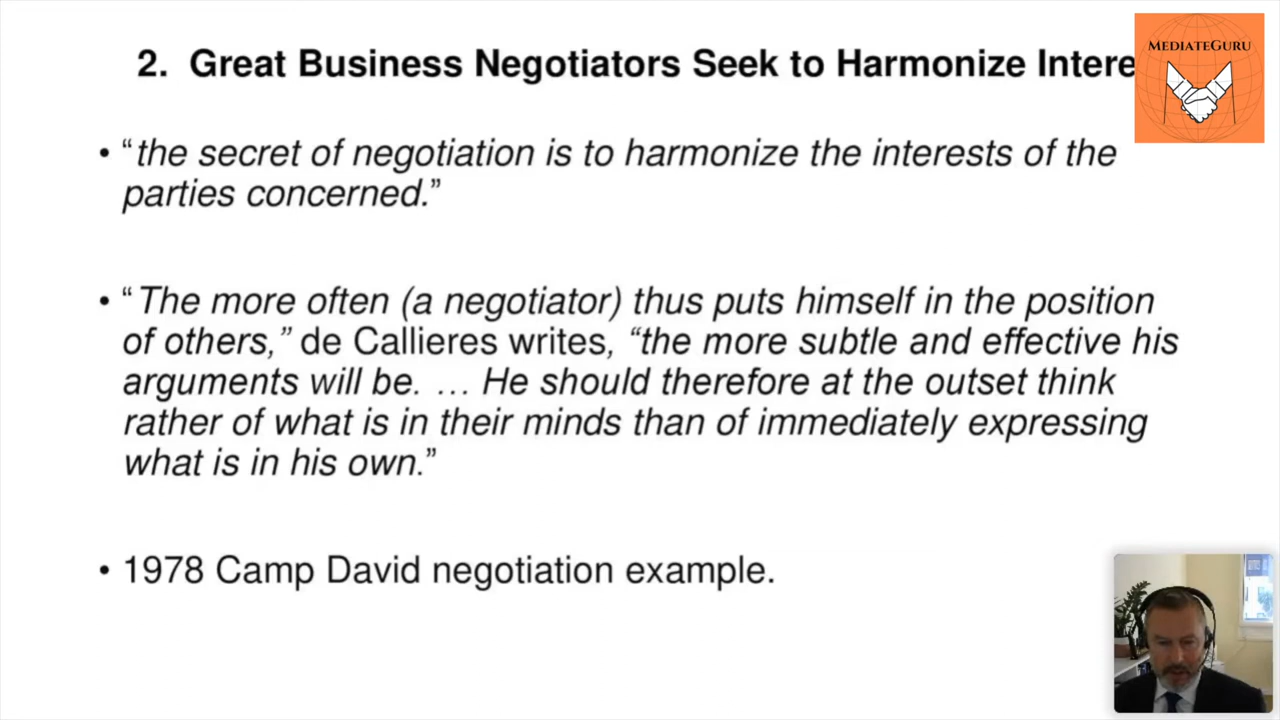 2. Great Business Negotiators Seek to Harmonize Intere
MEDIATEGURU
• “the secret of negotiation is to harmonize the interests of the
parties concerned.”
• “The more often (a negotiator) thus puts himself in the position
of others,” de Callieres writes, “the more subtle and effective his
arguments will be. … He should therefore at the outset think
rather of what is in their minds than of immediately expressing
what is in his own.”
• 1978 Camp David negotiation example.